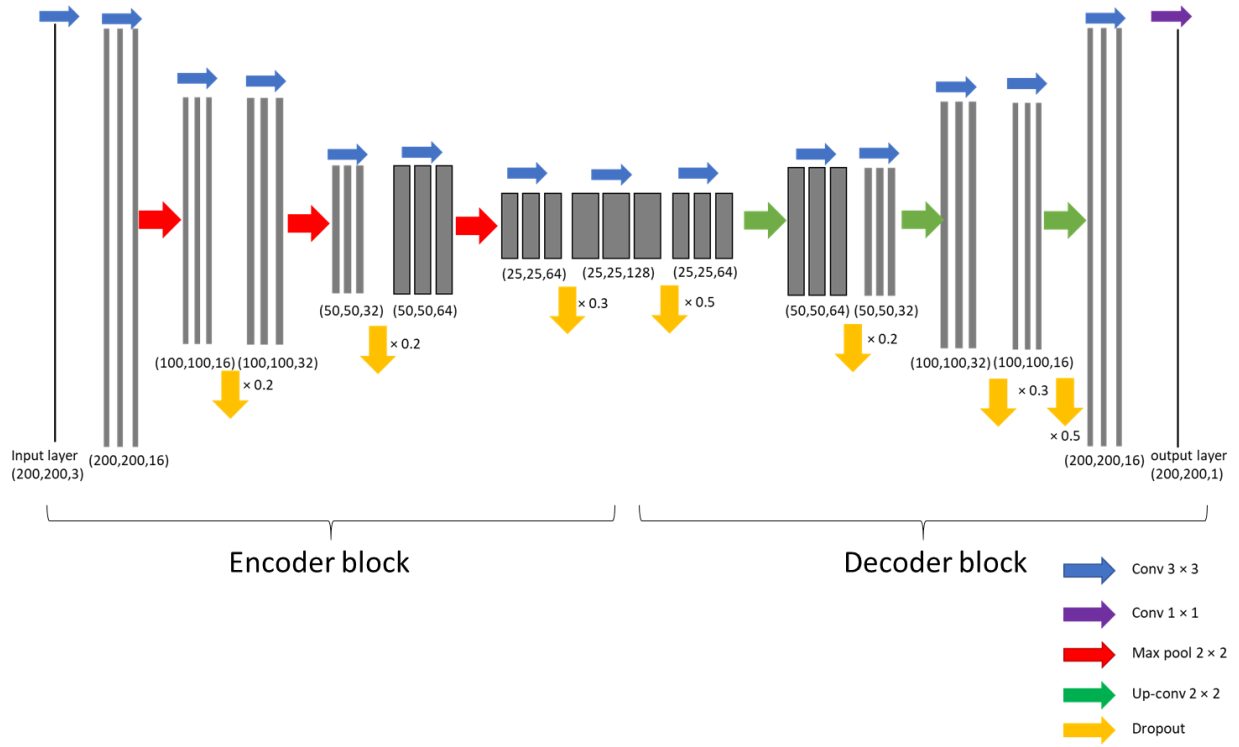 Input layer
(200,200,3)
(200,200,16)
(100,100,16)
(100,100,32)
× 0.2
(50,50,32)
(50,50,64)
× 0.2
(25,25,64)
(25,25,128)
(25,25,64)
× 0.3
× 0.5
(50,50,64)
(50,50,32)
× 0.2
(100,100,32)
(100,100,16)
× 0.3
× 0.5
(200,200,16)
output layer
(200,200,1)
Encoder block
Decoder block
Conv 3 × 3
Conv 1 × 1
Max pool 2 × 2
Up-conv 2 × 2
Dropout